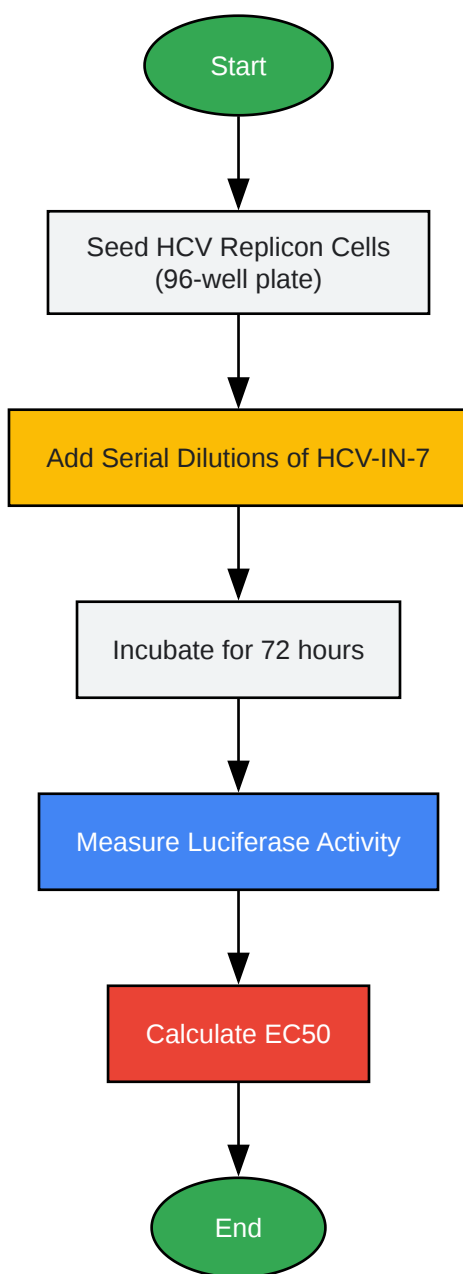 Start
Seed HCV Replicon Cells
(96-well plate)
Add Serial Dilutions of HCV-IN-7
Incubate for 72 hours
Measure Luciferase Activity
Calculate EC50
End